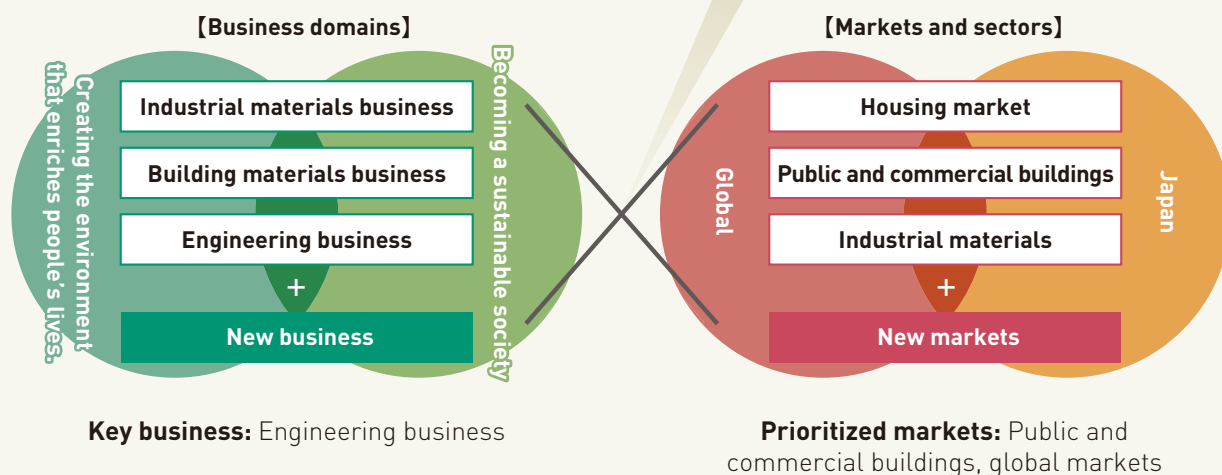 【Business domains】
Creating the environment
that enriches people’s lives.
Industrial materials business
Building materials business
Engineering business
+
New business
Becoming a sustainable society
Key business: Engineering business
【Markets and sectors】
Global
Housing market
Public and commercial buildings
Industrial materials
+
New markets
Japan
Prioritized markets: Public and
commercial buildings, global markets